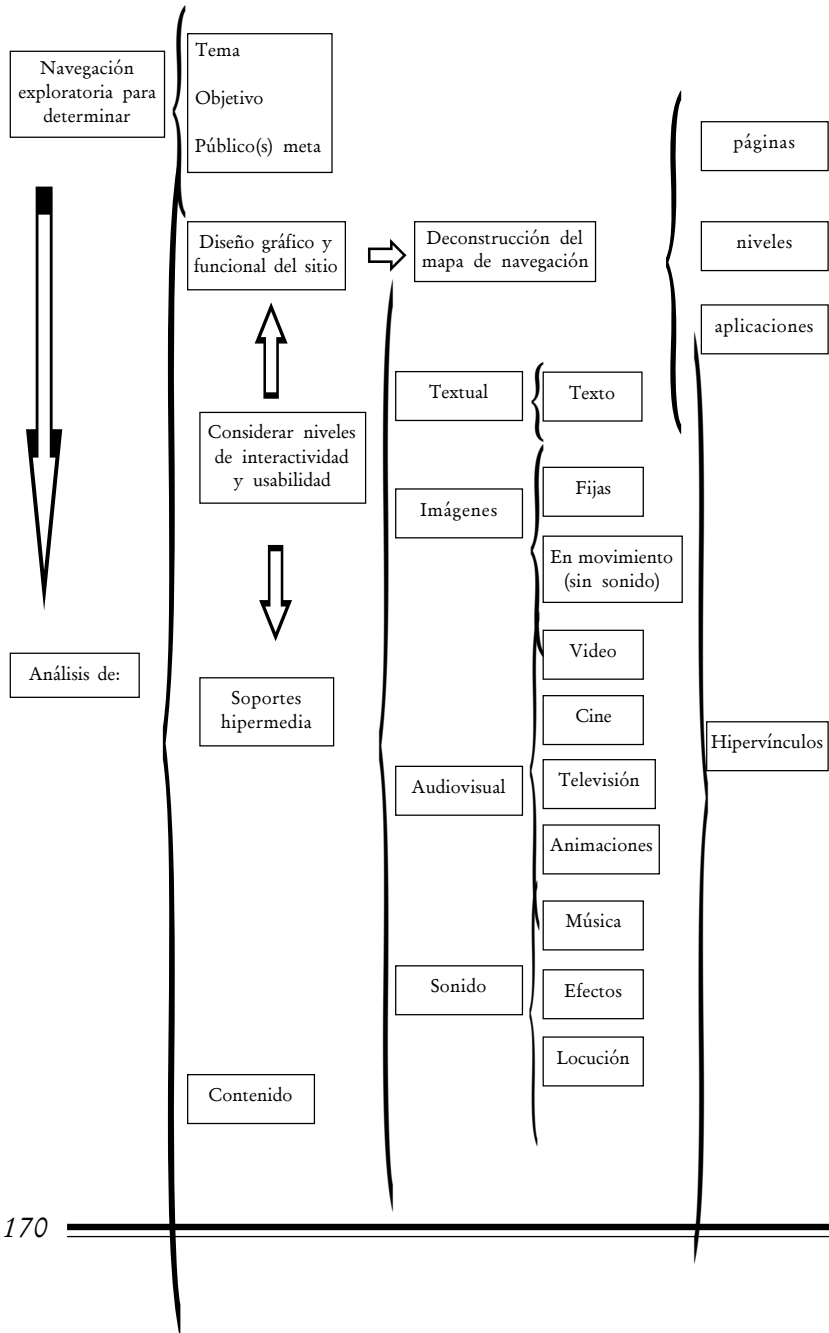 Navegación
exploratoria para
determinar
Tema
Objetivo
Público(s) meta
páginas
niveles
aplicaciones
Diseño gráfico y
funcional del sitio
Deconstrucción del
mapa de navegación
Considerar niveles
de interactividad
y usabilidad
Textual
Texto
Imágenes
Fijas
En movimiento
(sin sonido)
Análisis de:
Soportes
hipermedia
Video
Cine
Audiovisual
Televisión
Animaciones
Hipervínculos
Sonido
Música
Efectos
Locución
Contenido
170